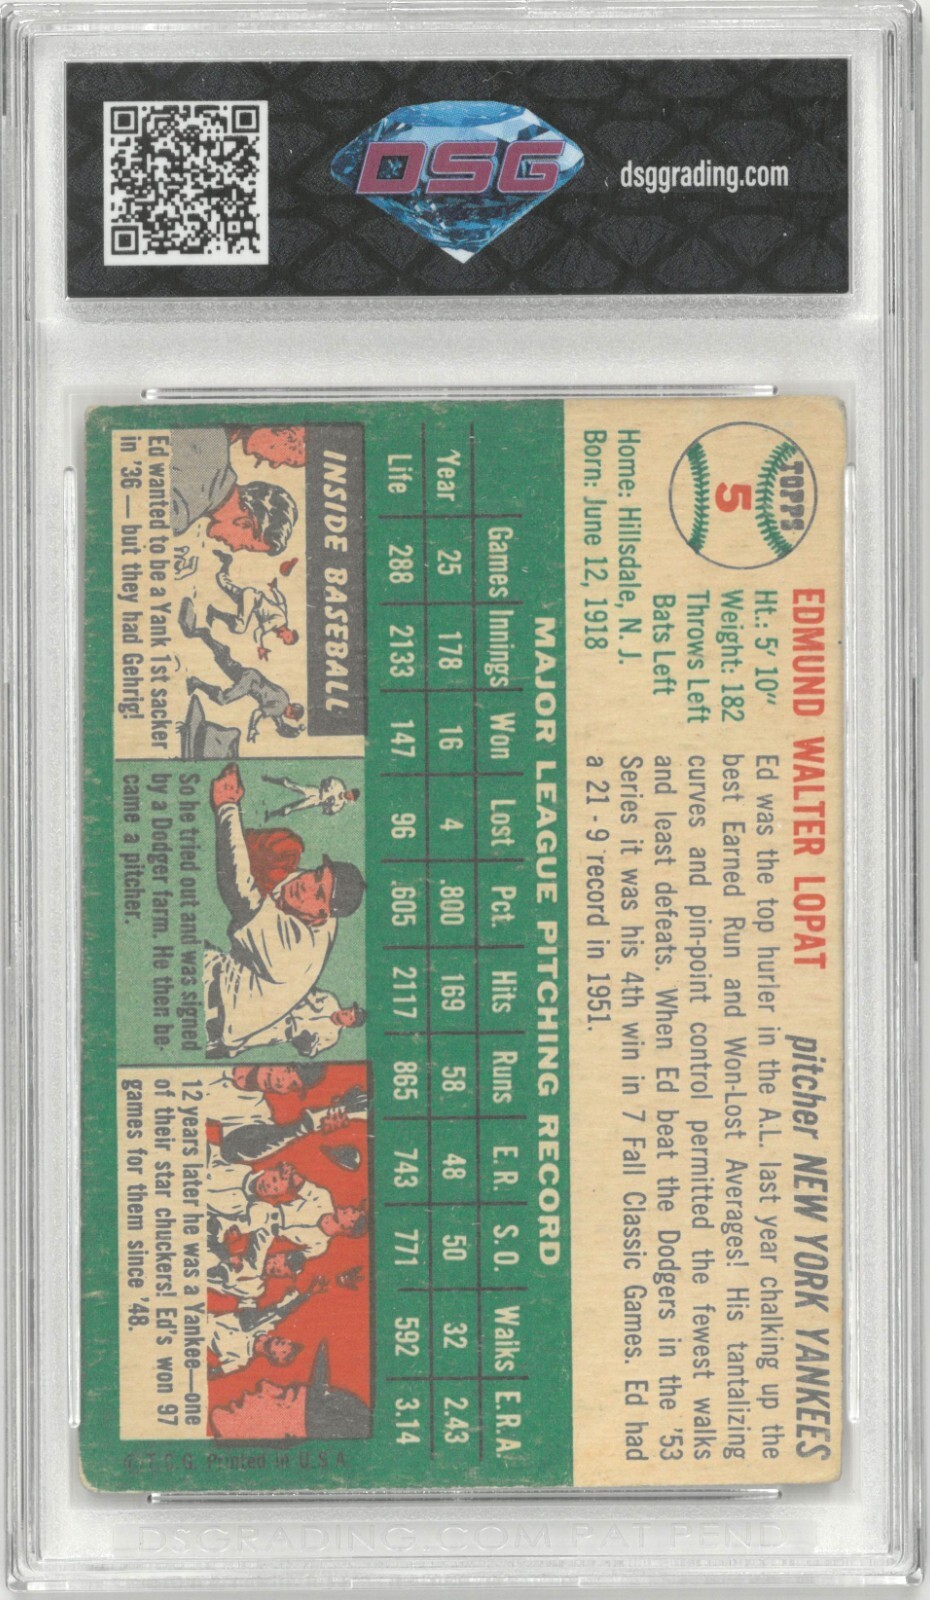 DSG
dsggrading.com
TOPPS
5
EDMUND WALTER LOPAT
pitcher NEW YORK YANKEES
Ht.: 5' 10"
Weight: 182
Throws Left
Bats Left
Home: Hillsdale, N. J.
Born: June 12, 1918
Ed was the top hurler in the A.L. last year chalking up the
best Earned Run and Won-Lost Averages! His tantalizing
curves and pin-point control permitted the fewest walks
and least defeats. When Ed beat the Dodgers in the '53
Series it was his 4th win in 7 Fall Classic Games. Ed had
a 21 - 9 record in 1951.
MAJOR LEAGUE PITCHING RECORD
Games Innings Won Lost Pct. Hits Runs E.R. S.O. Walks E.R.A.
Year 25 178 16 4 .800 169 58 48 50 32 2.43
Life 288 2133 147 96 .605 2117 865 743 771 592 3.14
INSIDE BASEBALL
Ed wanted to be a Yank 1st sacker
in '36 — but they had Gehrig!
So he tried out and was signed
by a Dodger farm. He then be-
came a pitcher.
12 years later he was a Yankee—one
of their star chuckers! Ed's won 97
games for them since '48.
©T.C.G. Printed in U.S.A.
DSGRADING.COM PAT PEND